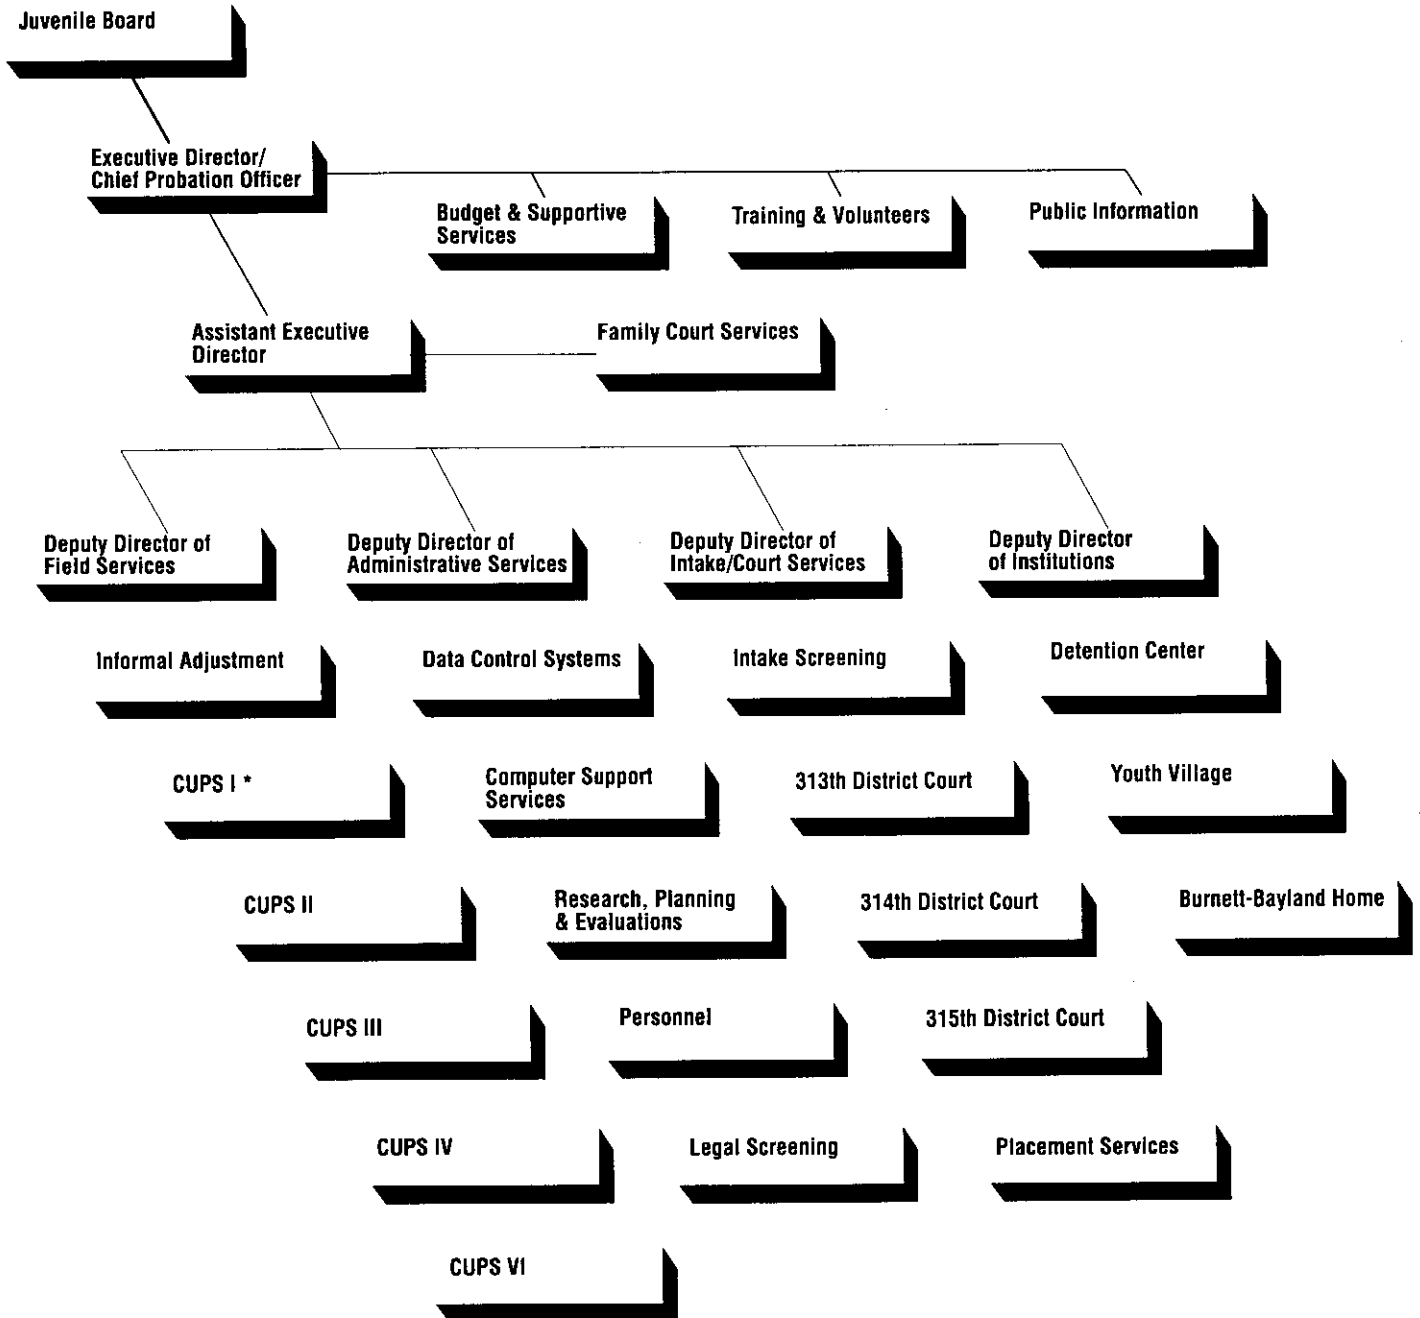 Juvenile Board
Executive Director/
Chief Probation Officer
Budget & Supportive
Services
Training & Volunteers
Public Information
Assistant Executive
Director
Family Court Services
Deputy Director of
Field Services
Deputy Director of
Administrative Services
Deputy Director of
Intake/Court Services
Deputy Director
of Institutions
Informal Adjustment
Data Control Systems
Intake Screening
Detention Center
CUPS I *
Computer Support
Services
313th District Court
Youth Village
CUPS II
Research, Planning
& Evaluations
314th District Court
Burnett-Bayland Home
CUPS III
Personnel
315th District Court
CUPS IV
Legal Screening
Placement Services
CUPS VI